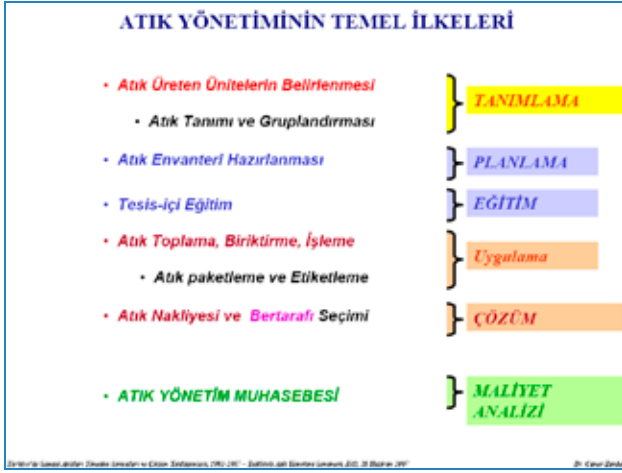 ATIK YÖNETİMİNİN TEMEL İLKELERİ
• Atık Üreten Ünitelerin Belirlenmesi
• Atık Tanımı ve Gruplandırması
TANIMLAMA
• Atık Envanteri Hazırlanması
PLANLAMA
• Tesis-içi Eğitim
EĞİTİM
• Atık Toplama, Biriktirme, İşleme
• Atık paketleme ve Etiketleme
Uygulama
• Atık Nakliyesi ve Bertarafı Seçimi
ÇÖZÜM
• ATIK YÖNETİM MUHASEBESİ
MALİYET
ANALİZİ